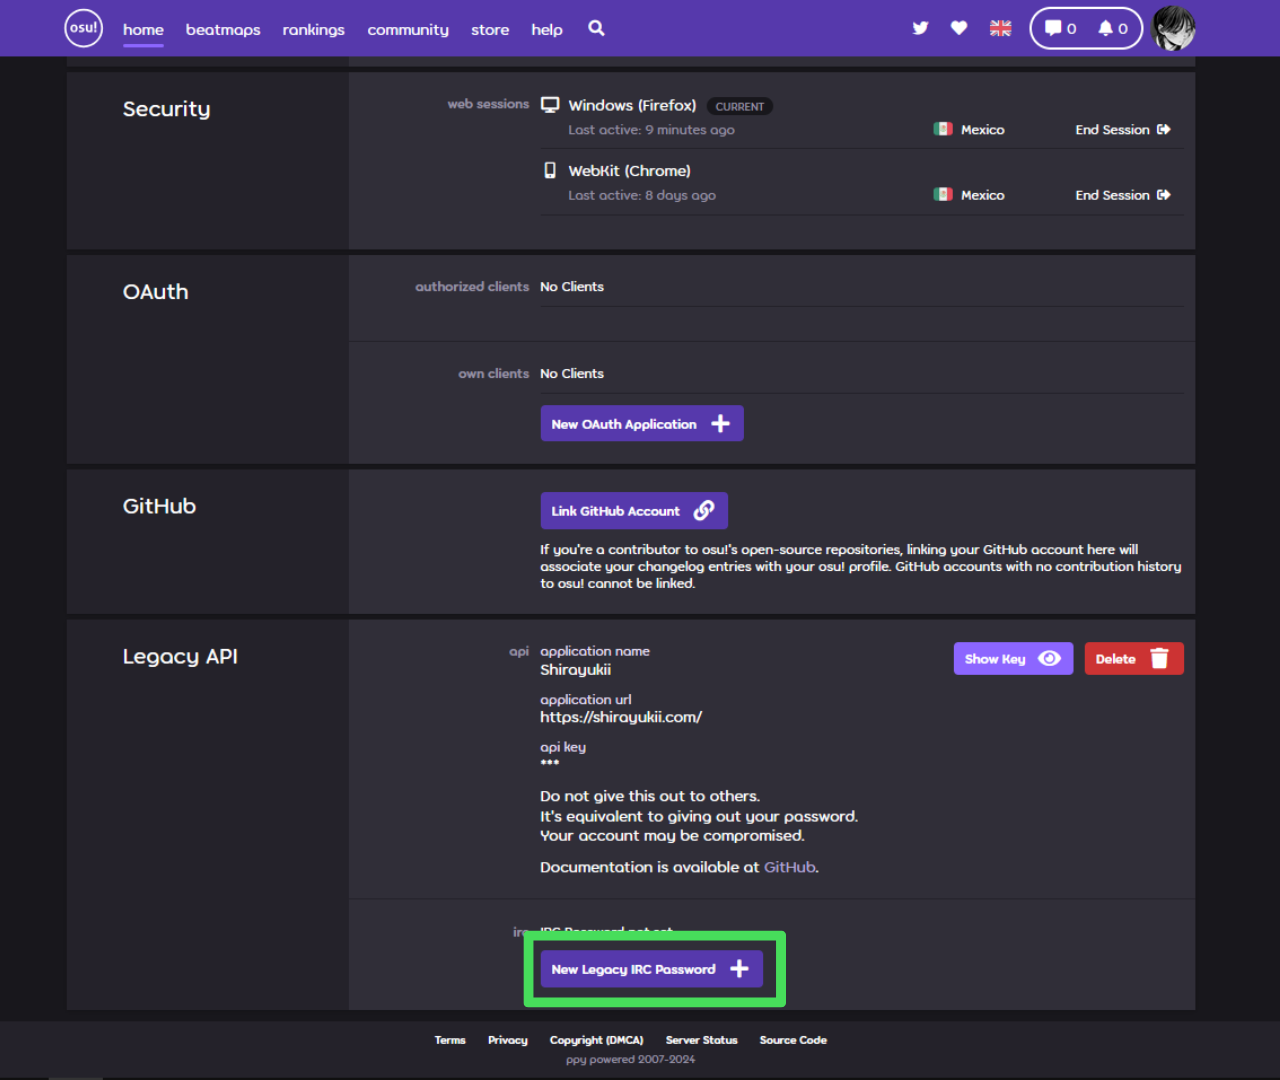 osu! home beatmaps rankings community store help 0 0
Security
web sessions Windows (Firefox) CURRENT
Last active: 9 minutes ago Mexico End Session
WebKit (Chrome)
Last active: 8 days ago Mexico End Session
OAuth
authorized clients No Clients
own clients No Clients
New OAuth Application
GitHub
Link GitHub Account
If you're a contributor to osu!'s open-source repositories, linking your GitHub account here will
associate your changelog entries with your osu! profile. GitHub accounts with no contribution history
to osu! cannot be linked.
Legacy API
api application name Show Key Delete
Shirayukii
application url
https://shirayukii.com/
api key
***
Do not give this out to others.
It's equivalent to giving out your password.
Your account may be compromised.
Documentation is available at GitHub.
irc IRC Password not set
New Legacy IRC Password
Terms Privacy Copyright (DMCA) Server Status Source Code
ppy powered 2007-2024